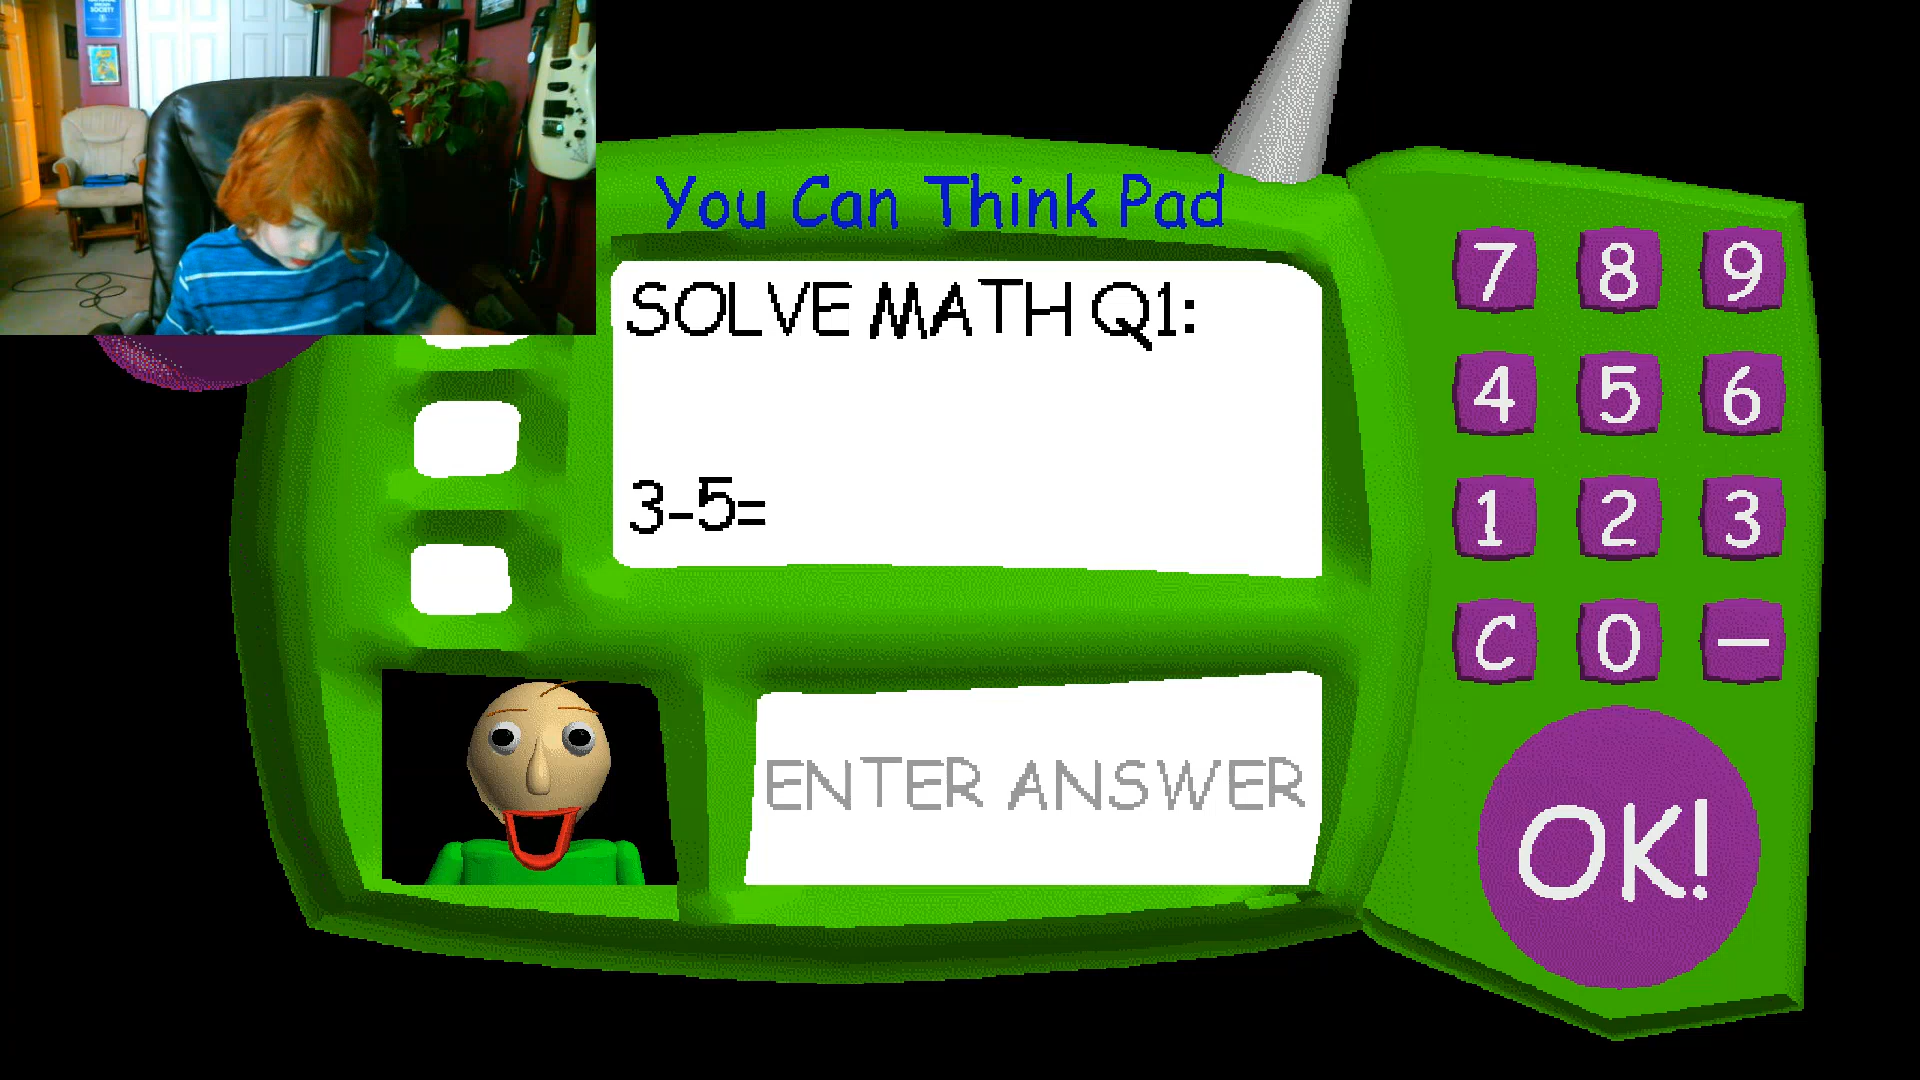 You Can Think Pad
SOLVE MATH Q1:
3-5=
7 8 9
4 5 6
1 2 3
C 0 —
ENTER ANSWER
OK!